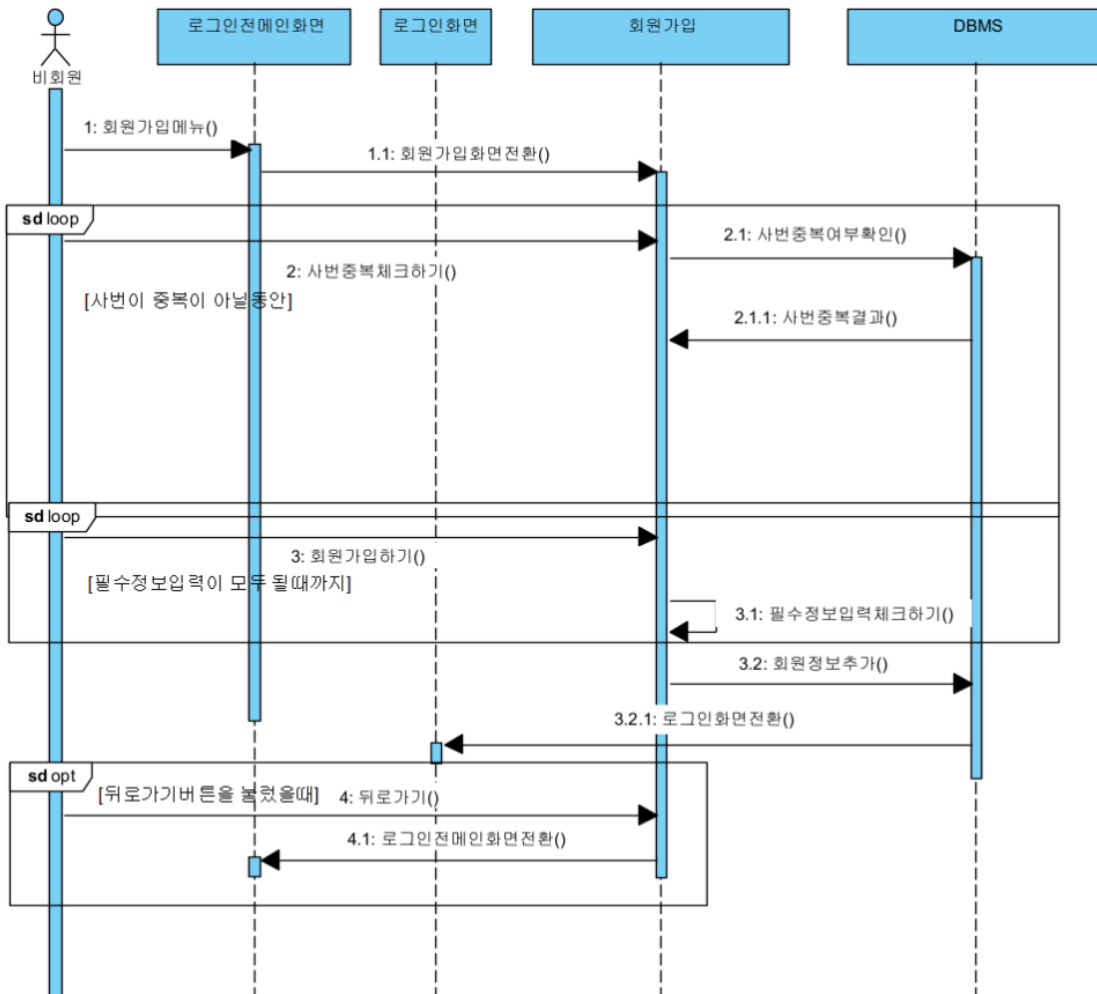 로그인전메인화면
로그인화면
회원가입
DBMS
비회원
1: 회원가입메뉴()
1.1: 회원가입화면전환()
sd loop
2.1: 사번중복여부확인()
2: 사번중복체크하기()
[사번이 중복이 아닐동안]
2.1.1: 사번중복결과()
sd loop
3: 회원가입하기()
[필수정보입력이 모두 될때까지]
3.1: 필수정보입력체크하기()
3.2: 회원정보추가()
3.2.1: 로그인화면전환()
sd opt
[뒤로가기버튼을 눌렀을때]
4: 뒤로가기()
4.1: 로그인전메인화면전환()